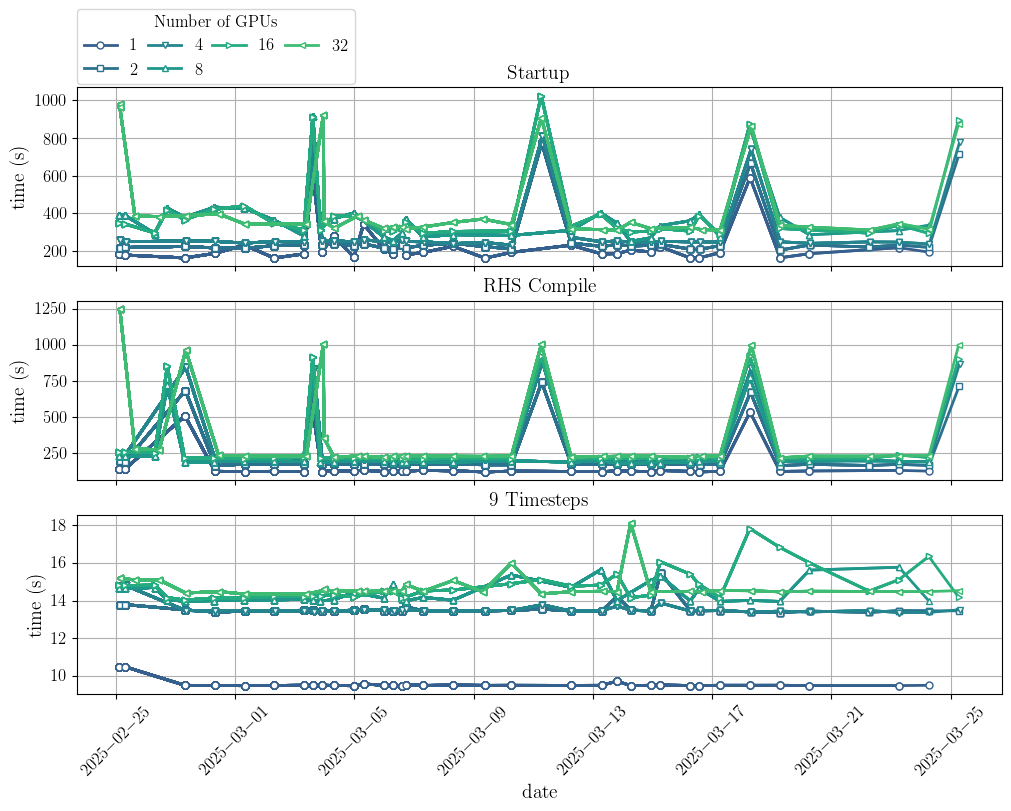 Number of GPUs
1 4 16 32
2 8
Startup
time (s)
1000
800
600
400
200
RHS Compile
time (s)
1250
1000
750
500
250
9 Timesteps
time (s)
18
16
14
12
10
2025−02−25
2025−03−01
2025−03−05
2025−03−09
2025−03−13
2025−03−17
2025−03−21
2025−03−25
date